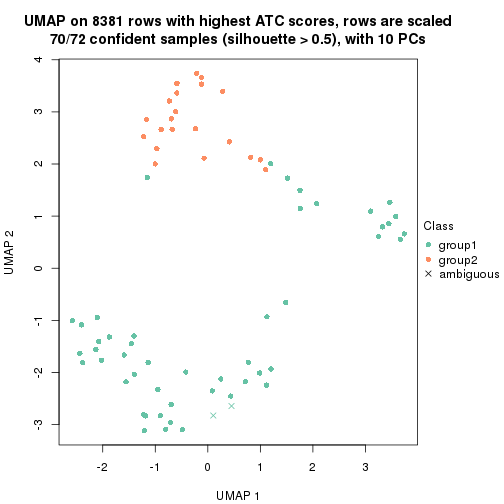 UMAP on 8381 rows with highest ATC scores, rows are scaled
70/72 confident samples (silhouette > 0.5), with 10 PCs
4
3
2
1
0
-1
-2
-3
UMAP 2
-2
-1
0
1
2
3
UMAP 1
Class
group1
group2
ambiguous